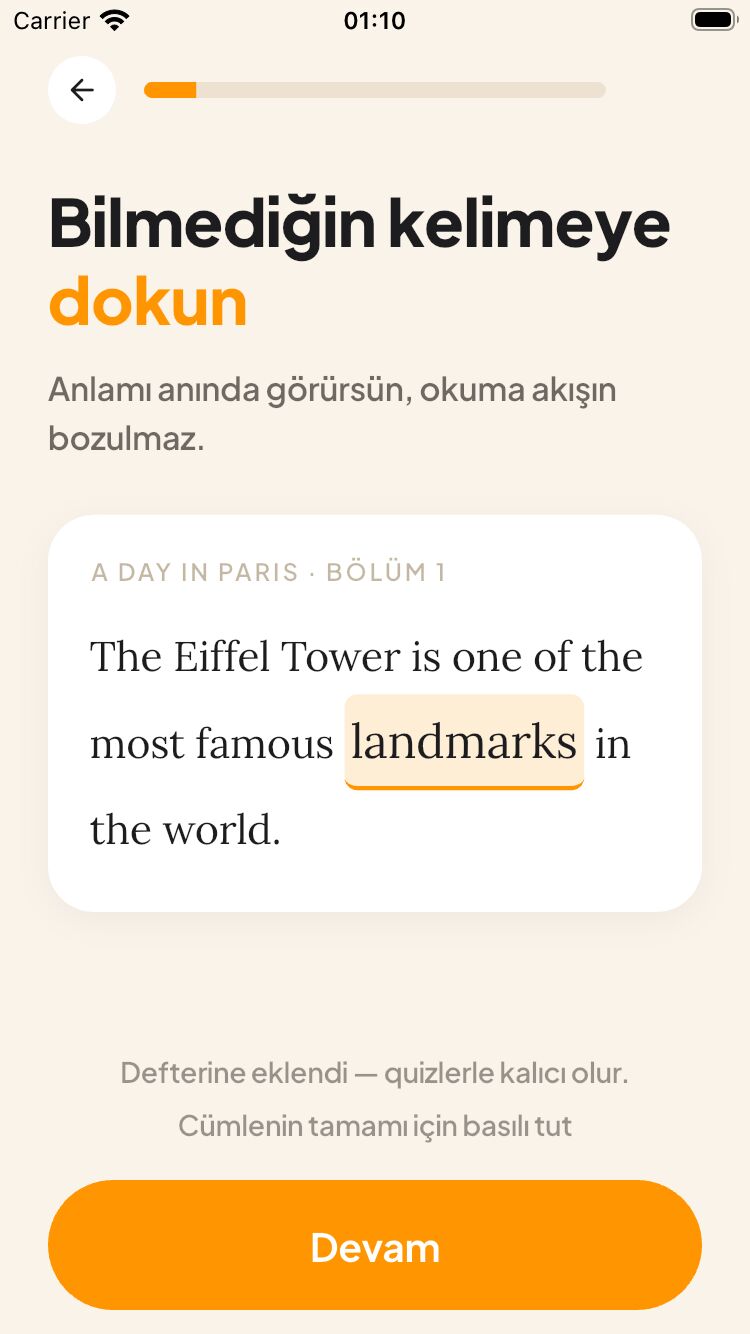 Carrier
01:10
Bilmediğin kelimeye
dokun
Anlamı anında görürsün, okuma akışın
bozulmaz.
A DAY IN PARIS · BÖLÜM 1
The Eiffel Tower is one of the
most famous landmarks in
the world.
Defterine eklendi — quizlerle kalıcı olur.
Cümlenin tamamı için basılı tut
Devam